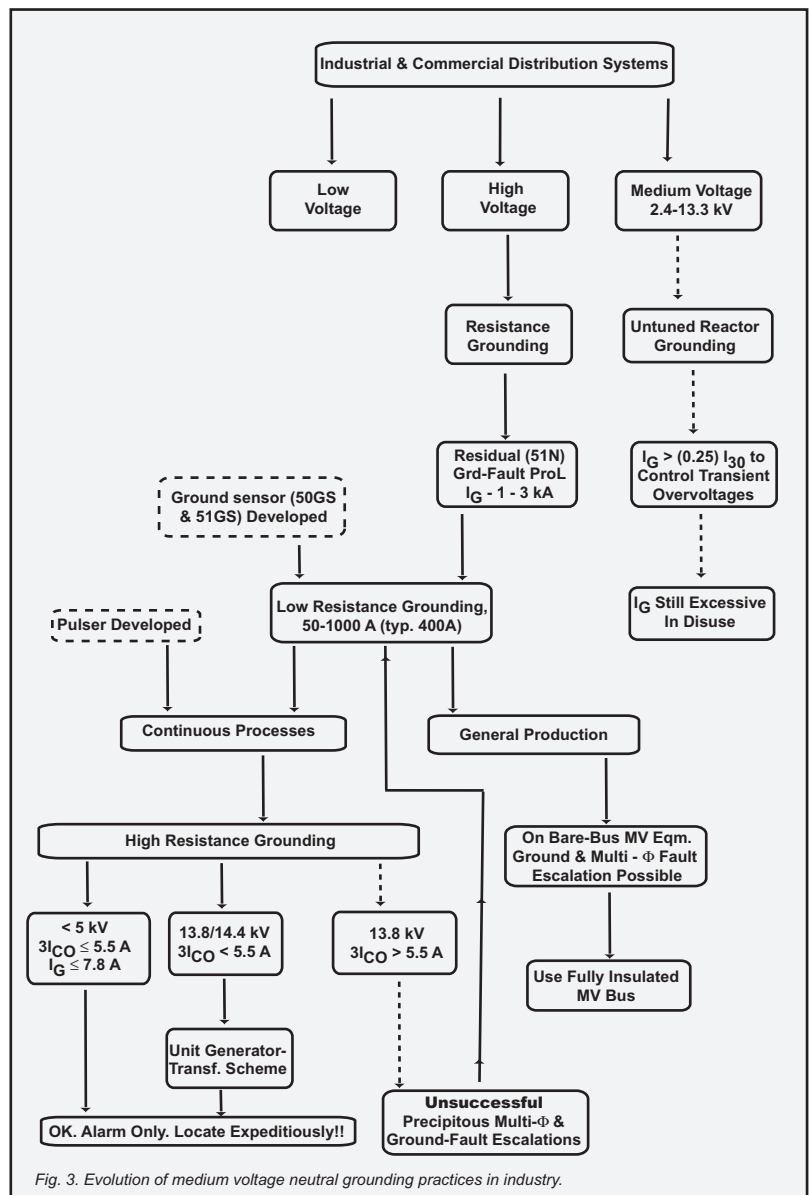 Industrial & Commercial Distribution Systems
Low
Voltage
High
Voltage
Medium Voltage
2.4-13.3 kV
Resistance
Grounding
Untuned Reactor
Grounding
Residual (51N)
Grd-Fault ProL
IG - 1 - 3 kA
IG > (0.25) I30 to
Control Transient
Overvoltages
Ground sensor (50GS
& 51GS) Developed
Low Resistance Grounding,
50-1000 A (typ. 400A)
IG Still Excessive
In Disuse
Pulser Developed
Continuous Processes
General Production
High Resistance Grounding
On Bare-Bus MV Eqm.
Ground & Multi - Φ Fault
Escalation Possible
< 5 kV
3ICO ≤ 5.5 A
IG ≤ 7.8 A
13.8/14.4 kV
3ICO < 5.5 A
13.8 kV
3ICO > 5.5 A
Use Fully Insulated
MV Bus
Unit Generator-
Transf. Scheme
Unsuccessful
Precipitous Multi-Φ &
Ground-Fault Escalations
OK. Alarm Only. Locate Expeditiously!!
Fig. 3. Evolution of medium voltage neutral grounding practices in industry.